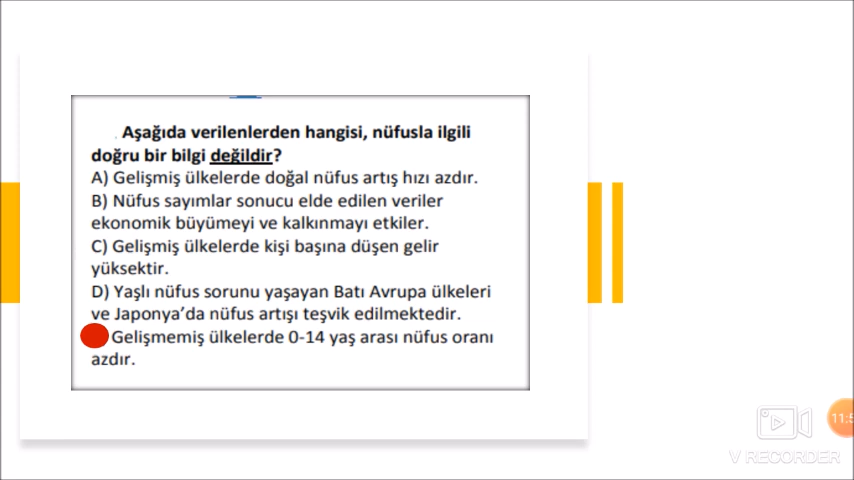 Aşağıda verilenlerden hangisi, nüfusla ilgili
doğru bir bilgi değildir?
A) Gelişmiş ülkelerde doğal nüfus artış hızı azdır.
B) Nüfus sayımlar sonucu elde edilen veriler
ekonomik büyümeyi ve kalkınmayı etkiler.
C) Gelişmiş ülkelerde kişi başına düşen gelir
yüksektir.
D) Yaşlı nüfus sorunu yaşayan Batı Avrupa ülkeleri
ve Japonya’da nüfus artışı teşvik edilmektedir.
Gelişmemiş ülkelerde 0-14 yaş arası nüfus oranı
azdır.
V RECORDER